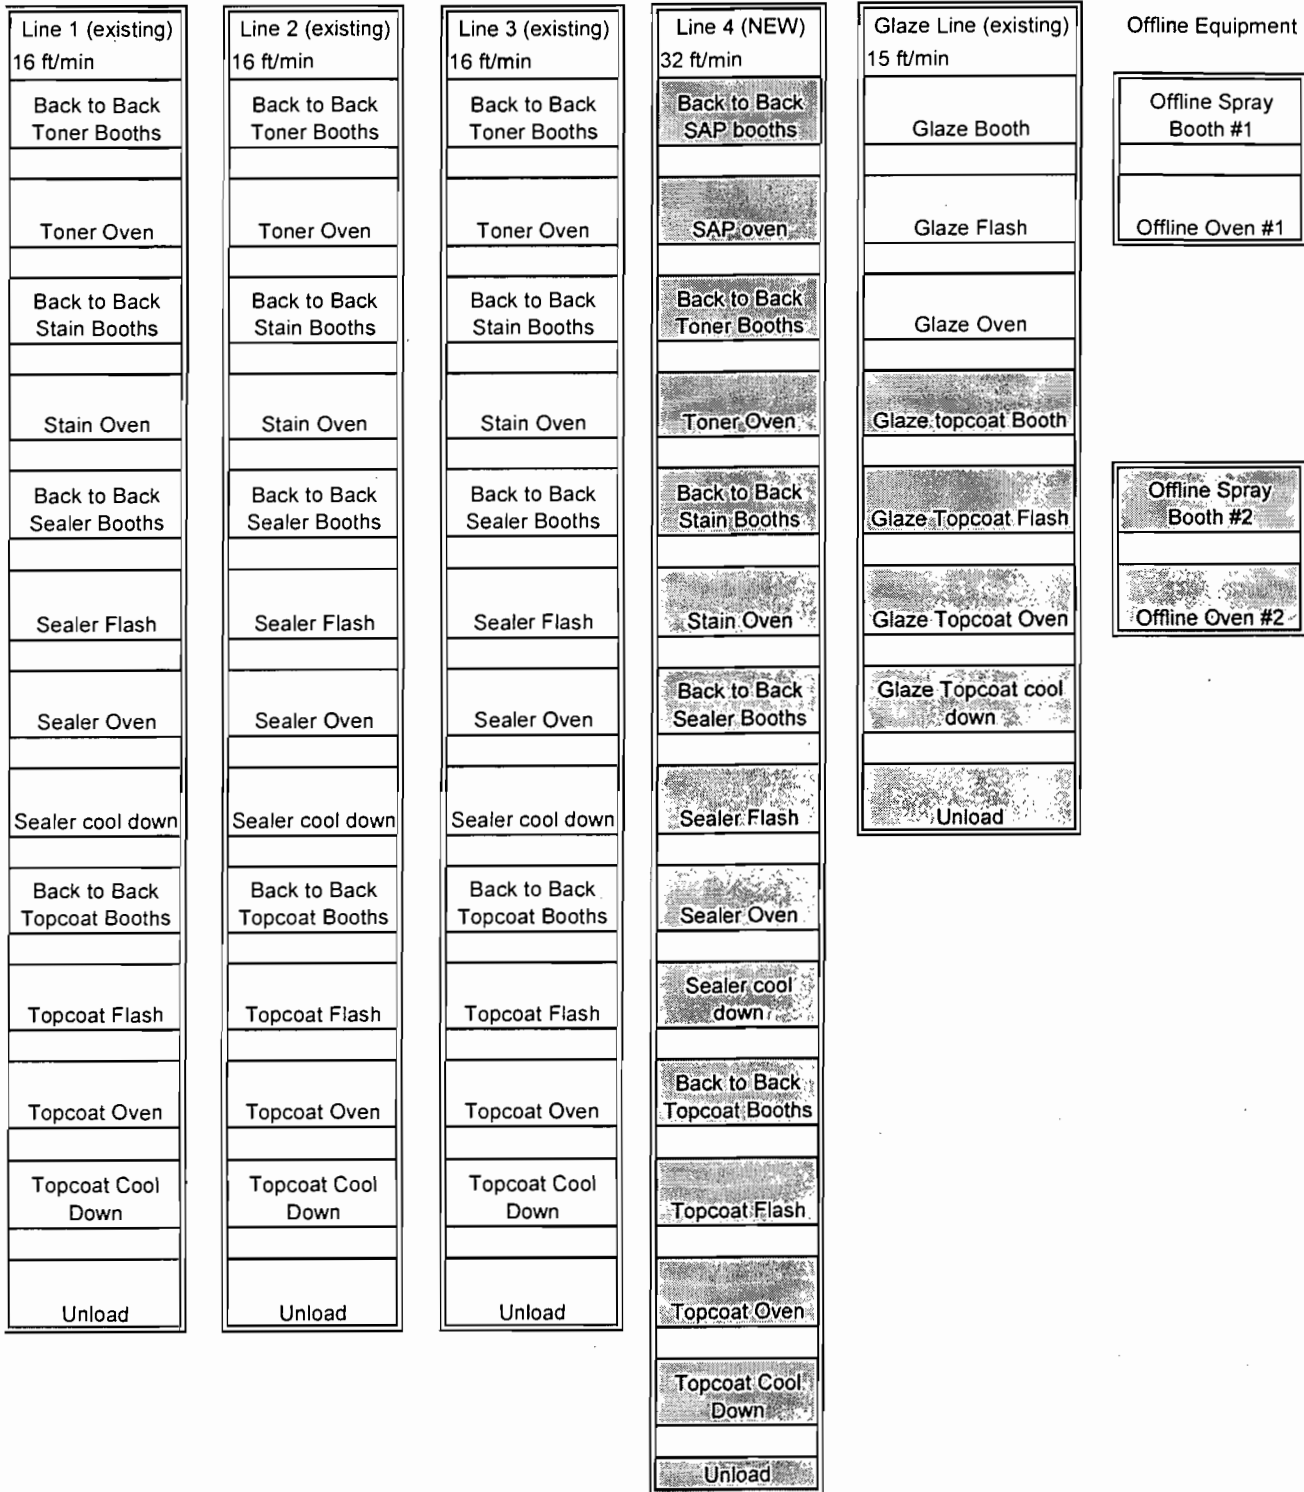 Line 1 (existing)
16 ft/min
Back to Back
Toner Booths
Toner Oven
Back to Back
Stain Booths
Stain Oven
Back to Back
Sealer Booths
Sealer Flash
Sealer Oven
Sealer cool down
Back to Back
Topcoat Booths
Topcoat Flash
Topcoat Oven
Topcoat Cool
Down
Unload
Line 2 (existing)
16 ft/min
Back to Back
Toner Booths
Toner Oven
Back to Back
Stain Booths
Stain Oven
Back to Back
Sealer Booths
Sealer Flash
Sealer Oven
Sealer cool down
Back to Back
Topcoat Booths
Topcoat Flash
Topcoat Oven
Topcoat Cool
Down
Unload
Line 3 (existing)
16 ft/min
Back to Back
Toner Booths
Toner Oven
Back to Back
Stain Booths
Stain Oven
Back to Back
Sealer Booths
Sealer Flash
Sealer Oven
Sealer cool down
Back to Back
Topcoat Booths
Topcoat Flash
Topcoat Oven
Topcoat Cool
Down
Unload
Line 4 (NEW)
32 ft/min
Back to Back
SAP booths
SAP oven
Back to Back
Toner Booths
Toner Oven
Back to Back
Stain Booths
Stain Oven
Back to Back
Sealer Booths
Sealer Flash
Sealer Oven
Sealer cool
down
Back to Back
Topcoat Booths
Topcoat Flash
Topcoat Oven
Topcoat Cool
Down
Unload
Glaze Line (existing)
15 ft/min
Glaze Booth
Glaze Flash
Glaze Oven
Glaze topcoat Booth
Glaze Topcoat Flash
Glaze Topcoat Oven
Glaze Topcoat cool
down
Unload
Offline Equipment
Offline Spray
Booth #1
Offline Oven #1
Offline Spray
Booth #2
Offline Oven #2